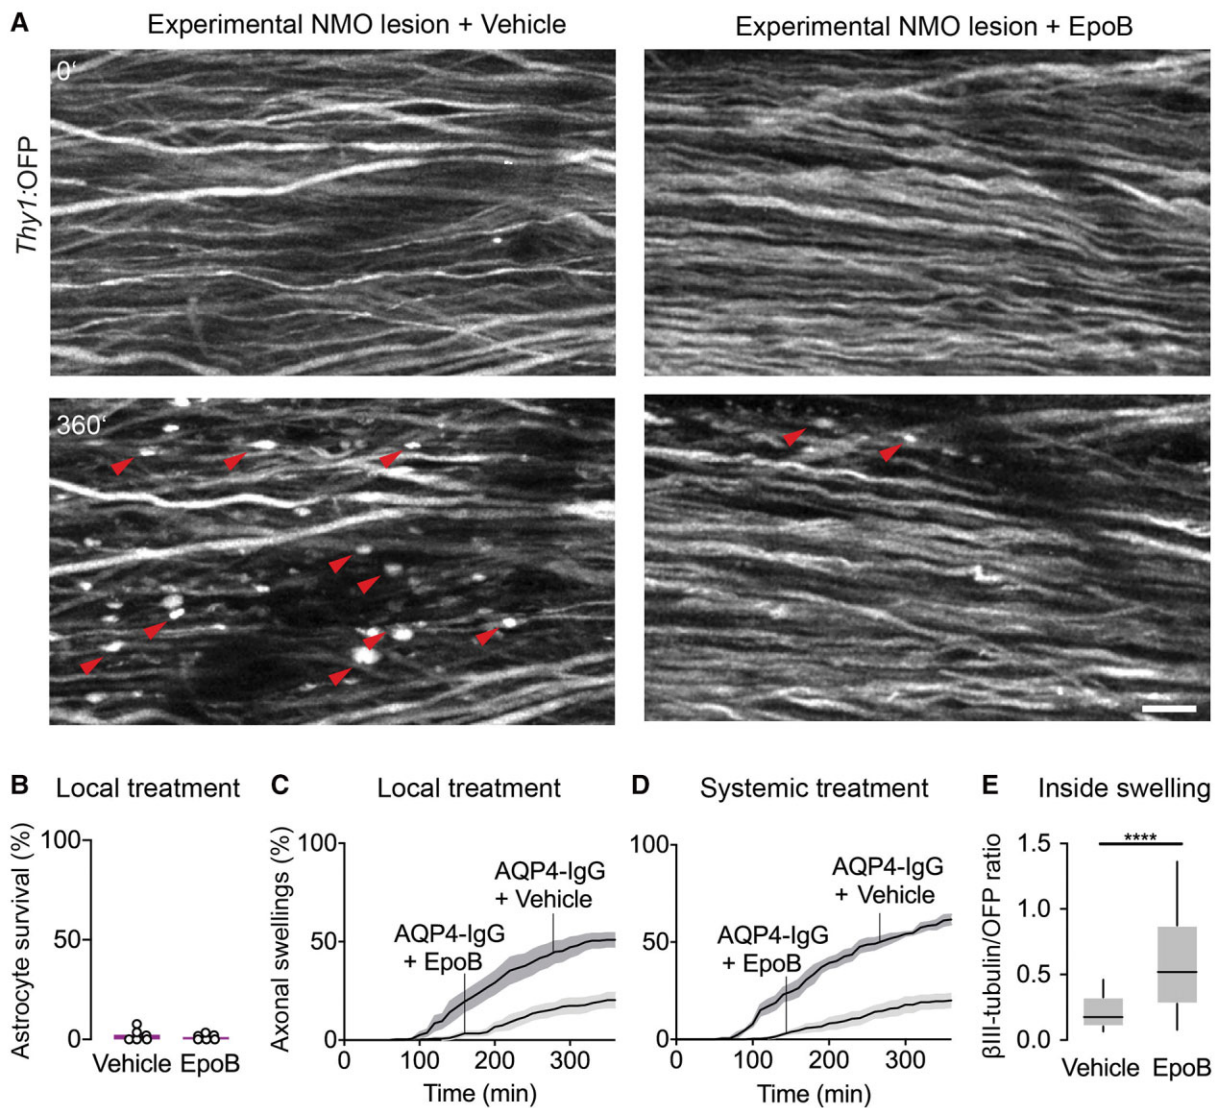 A
Experimental NMO lesion + Vehicle
Experimental NMO lesion + EpoB
Thy1:OFP
0‘
360‘
B
Local treatment
Astrocyte survival (%)
100
50
0
Vehicle
EpoB
C
Local treatment
Axonal swellings (%)
100
50
0
AQP4-IgG
+ Vehicle
AQP4-IgG
+ EpoB
0
100
200
300
Time (min)
D
Systemic treatment
100
50
0
AQP4-IgG
+ Vehicle
AQP4-IgG
+ EpoB
0
100
200
300
Time (min)
E
Inside swelling
βIII-tubulin/OFP ratio
1.5
1.0
0.5
0.0
****
Vehicle
EpoB